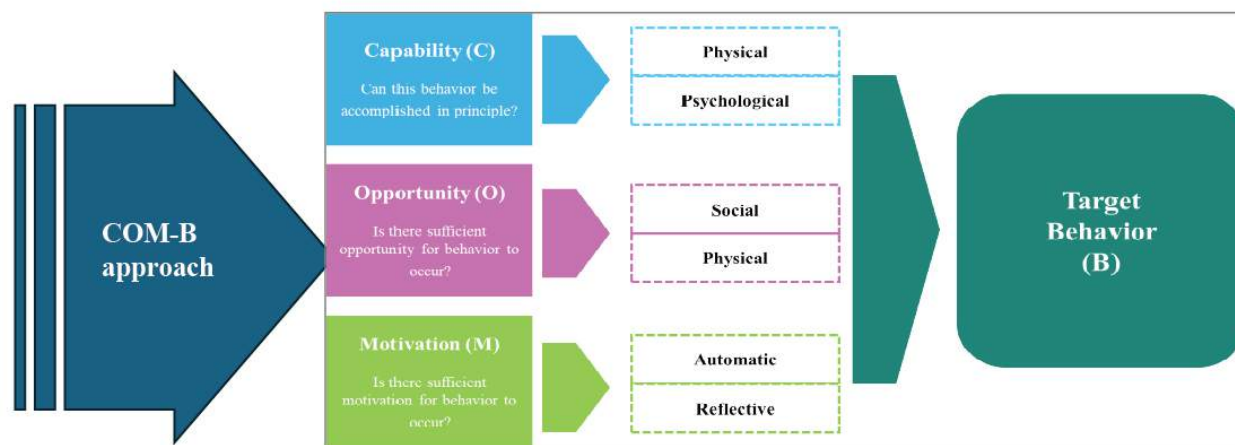 COM-B
approach
Capability (C)
Can this behavior be
accomplished in principle?
Physical
Psychological
Opportunity (O)
Is there sufficient
opportunity for behavior to
occur?
Social
Physical
Motivation (M)
Is there sufficient
motivation for behavior to
occur?
Automatic
Reflective
Target
Behavior
(B)